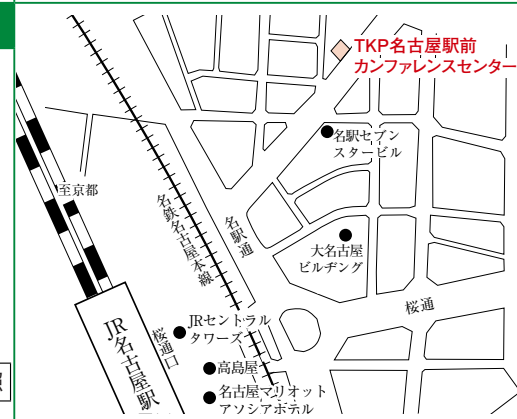 TKP名古屋駅前
カンファレンスセンター
名駅セブン
スタービル
至京都
名鉄名古屋本線
名駅通
大名古屋
ビルヂング
桜通
JRセントラル
タワーズ
桜通口
JR名古屋駅
高島屋
名古屋マリオット
アソシアホテル